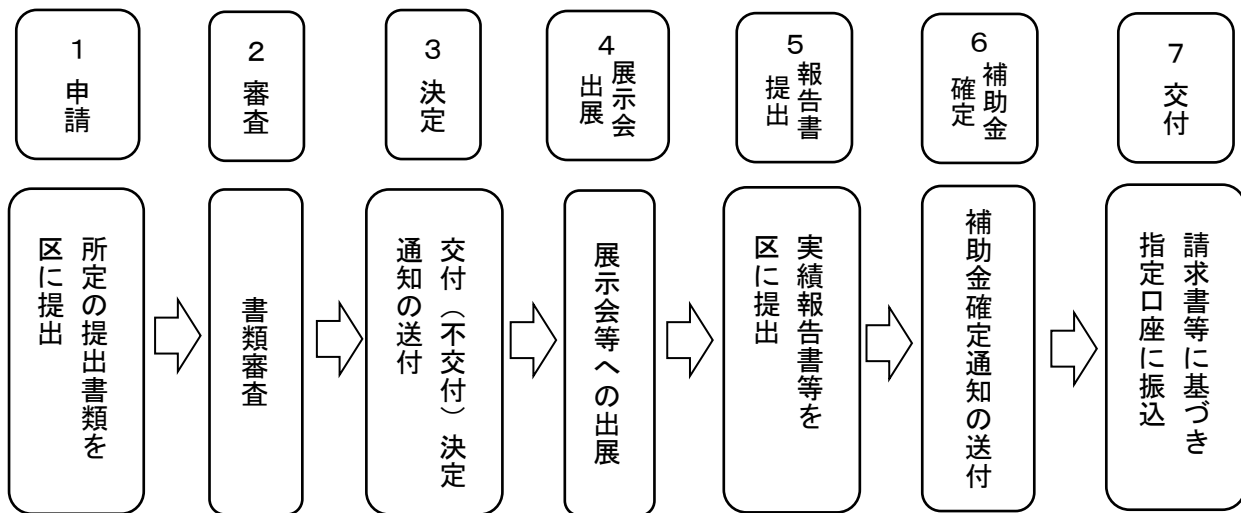 1
申請
2
審査
3
決定
4
展示会
出展
5
報告書
提出
6
補助金
確定
7
交付
所定の提出書類を
区に提出
書類審査
交付（不交付）決定
通知の送付
展示会等への出展
実績報告書等を
区に提出
補助金確定通知の送付
請求書等に基づき
指定口座に振込